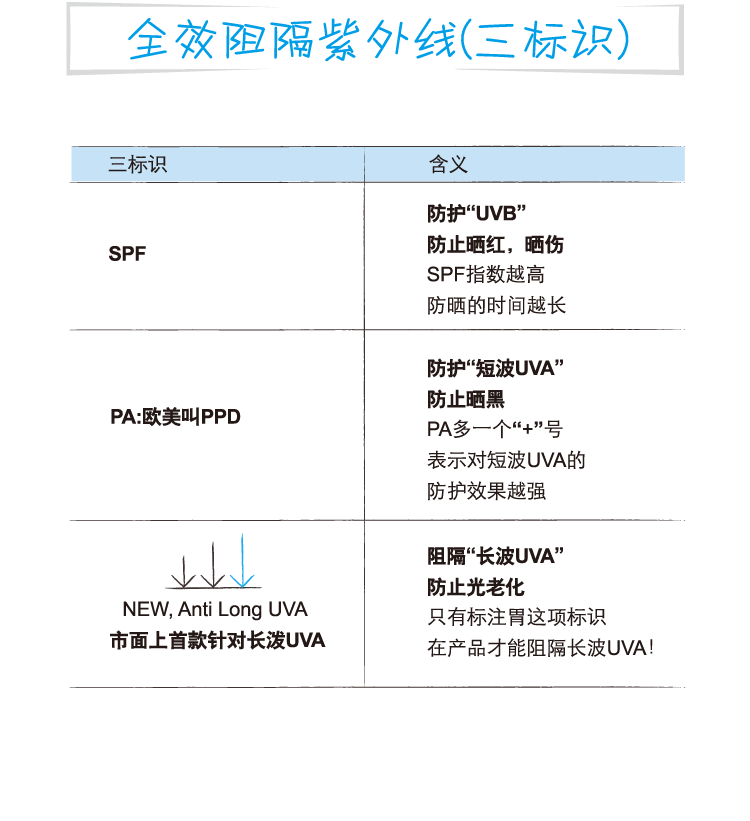 全效阻隔紫外线(三标识)
三标识
含义
SPF
防护“UVB”
防止晒红，晒伤
SPF指数越高
防晒的时间越长
PA:欧美叫PPD
防护“短波UVA”
防止晒黑
PA多一个“+”号
表示对短波UVA的
防护效果越强
NEW, Anti Long UVA
市面上首款针对长泼UVA
阻隔“长波UVA”
防止光老化
只有标注胃这项标识
在产品才能阻隔长波UVA！